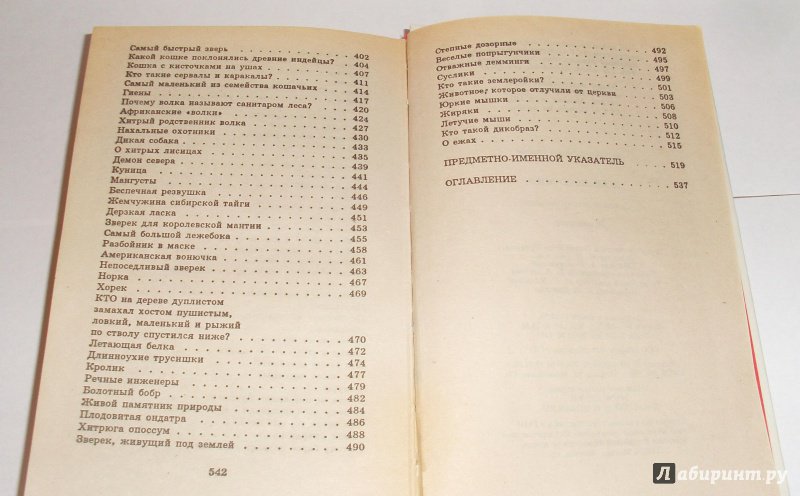 Самый быстрый зверь . . . 402
Какой кошке поклонялись древние индейцы? . . . 404
Кошка с кисточками на ушах . . . 407
Кто такие сервалы и каракалы? . . . 411
Самый маленький из семейства кошачьих . . . 414
Гиены . . . 417
Почему волка называют санитаром леса? . . . 420
Африканские «волки» . . . 424
Хитрый родственник волка . . . 427
Нахальные охотники . . . 430
Дикая собака . . . 433
О хитрых лисицах . . . 435
Демон севера . . . 439
Куница . . . 441
Мангусты . . . 444
Беспечная резвушка . . . 446
Жемчужина сибирской тайги . . . 449
Дерзкая ласка . . . 451
Зверек для королевской мантии . . . 453
Самый большой лежебока . . . 455
Разбойник в маске . . . 458
Американская вонючка . . . 461
Непоседливый зверек . . . 463
Норка . . . 467
Хорек . . . 469
КТО на дереве дуплистом
замахал хостом пушистым,
ловкий, маленький и рыжий
по стволу спустился ниже? . . . 470
Летающая белка . . . 472
Длинноухие трусишки . . . 474
Кролик . . . 477
Речные инженеры . . . 479
Болотный бобр . . . 482
Живой памятник природы . . . 484
Плодовитая ондатра . . . 486
Хитрюга опоссум . . . 488
Зверек, живущий под землей . . . 490
542
Степные дозорные . . . 492
Веселые попрыгунчики . . . 495
Отважные лемминги . . . 497
Суслики . . . 499
Кто такие землеройки? . . . 501
Животное, которое отлучили от церкви . . . 503
Юркие мышки . . . 506
Жиряки . . . 508
Летучие мыши . . . 510
Кто такой дикобраз? . . . 512
О ежах . . . 515
ПРЕДМЕТНО-ИМЕННОЙ УКАЗАТЕЛЬ . . . 519
ОГЛАВЛЕНИЕ . . . 537
Лабиринт.ру